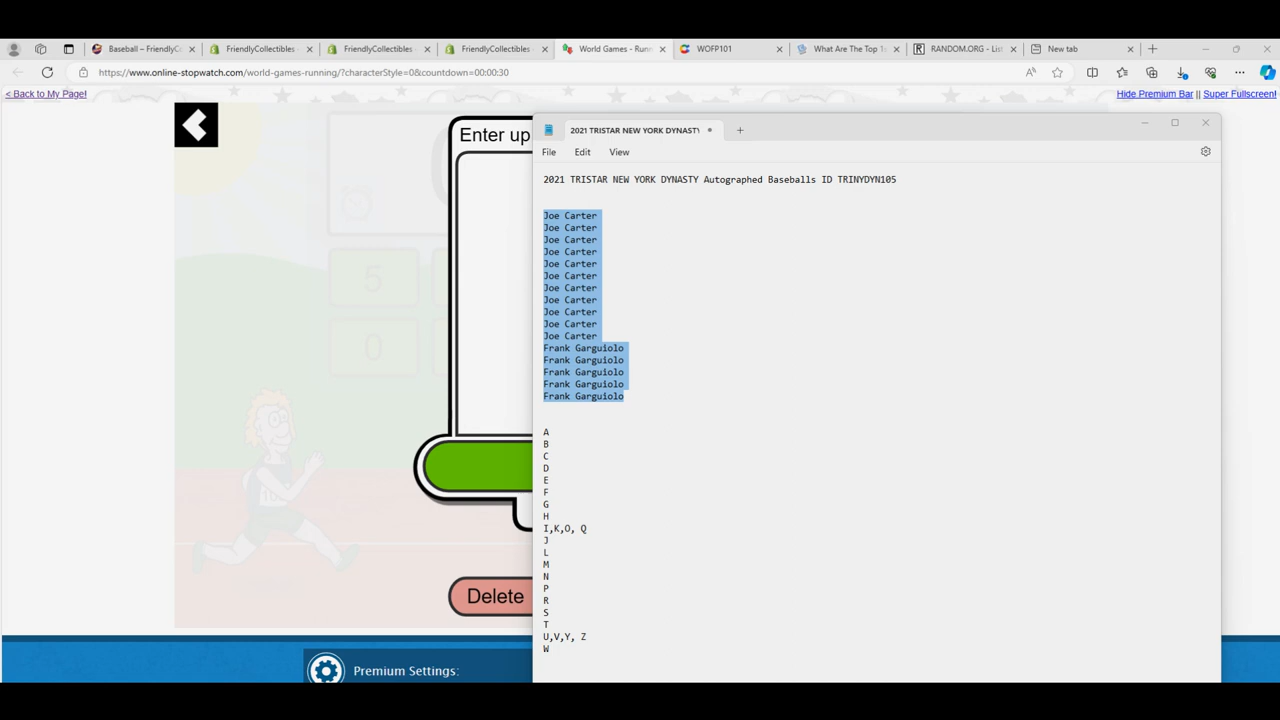 Baseball – FriendlyC
FriendlyCollectibles
FriendlyCollectibles
FriendlyCollectibles
World Games - Runn
WOFP101
What Are The Top 1
RANDOM.ORG - List
New tab
https://www.online-stopwatch.com/world-games-running/?characterStyle=0&countdown=00:00:30
< Back to My Page!
Hide Premium Bar || Super Fullscreen!
Enter up
5
0
Delete
Premium Settings:
2021 TRISTAR NEW YORK DYNASTY
File Edit View
2021 TRISTAR NEW YORK DYNASTY Autographed Baseballs ID TRINYDYN105
Joe Carter
Joe Carter
Joe Carter
Joe Carter
Joe Carter
Joe Carter
Joe Carter
Joe Carter
Joe Carter
Joe Carter
Joe Carter
Frank Garguiolo
Frank Garguiolo
Frank Garguiolo
Frank Garguiolo
Frank Garguiolo
A
B
C
D
E
F
G
H
I,K,O, Q
J
L
M
N
P
R
S
T
U,V,Y, Z
W